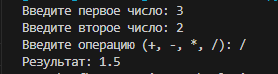 Введите первое число: 3
Введите второе число: 2
Введите операцию (+, -, *, /): /
Результат: 1.5